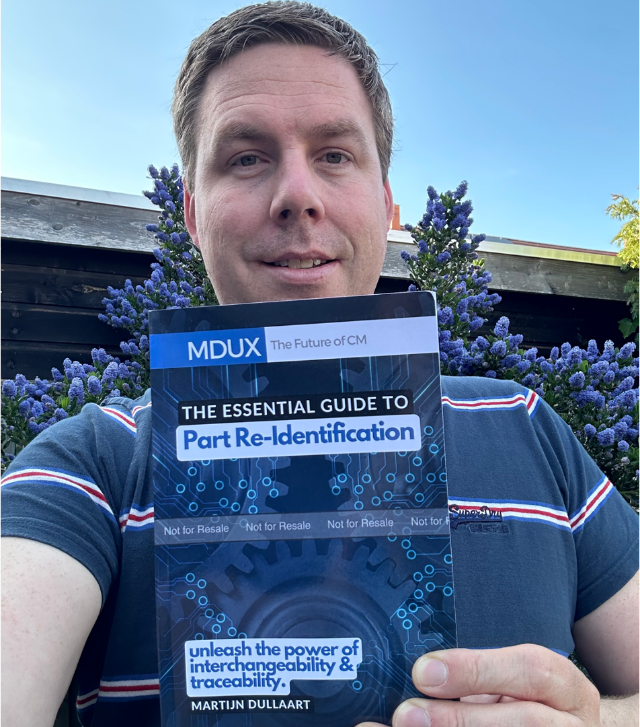 MDUX The Future of CM
THE ESSENTIAL GUIDE TO
Part Re-Identification
Not for Resale Not for Resale Not for Resale Not for R
Superdry
unleash the power of
interchangeability &
traceability.
MARTIJN DULLAART